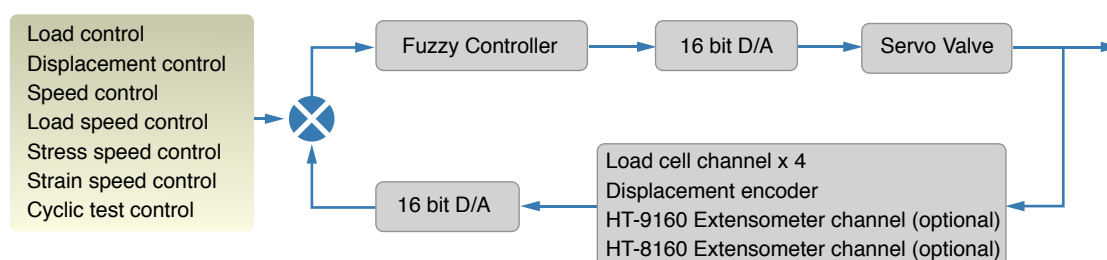 Load control
Displacement control
Speed control
Load speed control
Stress speed control
Strain speed control
Cyclic test control
Fuzzy Controller
16 bit D/A
Servo Valve
Load cell channel x 4
Displacement encoder
HT-9160 Extensometer channel (optional)
HT-8160 Extensometer channel (optional)
16 bit D/A